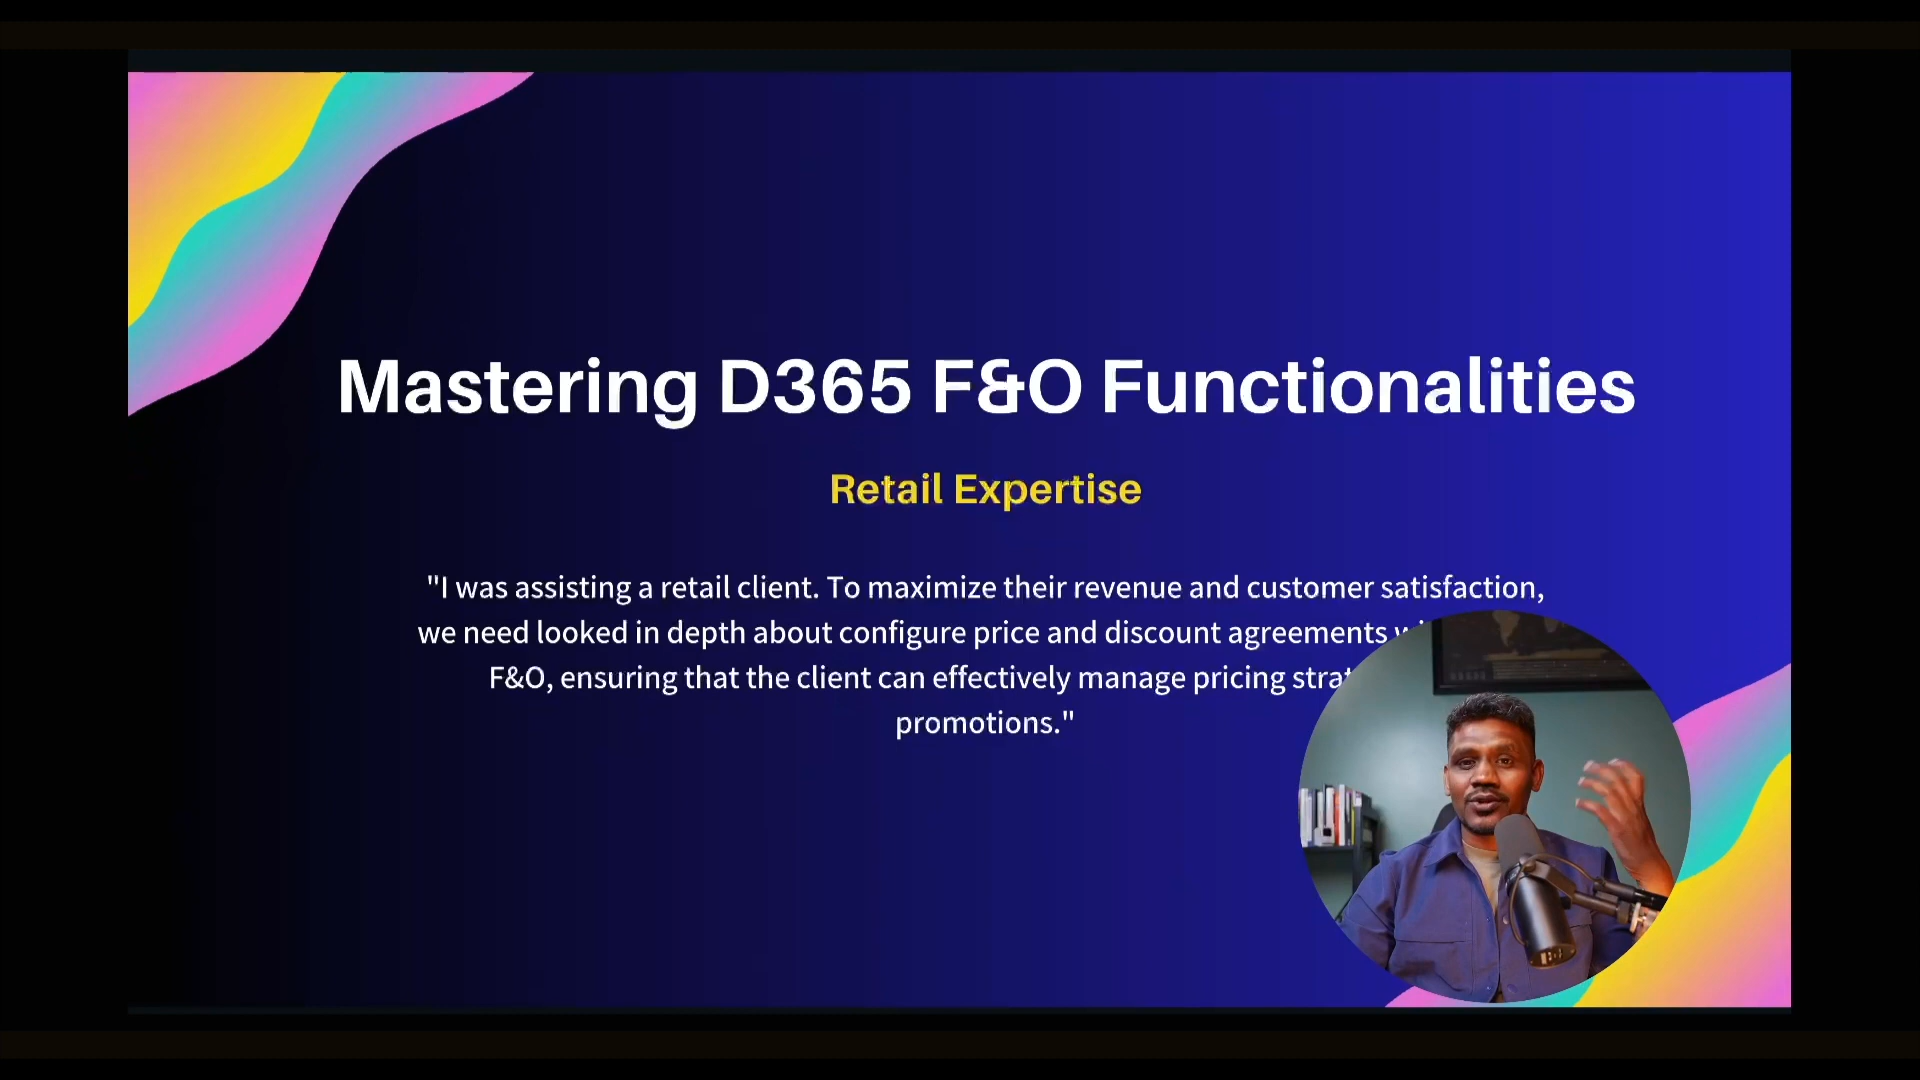 Mastering D365 F&O Functionalities
Retail Expertise
"I was assisting a retail client. To maximize their revenue and customer satisfaction,
we need looked in depth about configure price and discount agreements
F&O, ensuring that the client can effectively manage pricing
promotions."